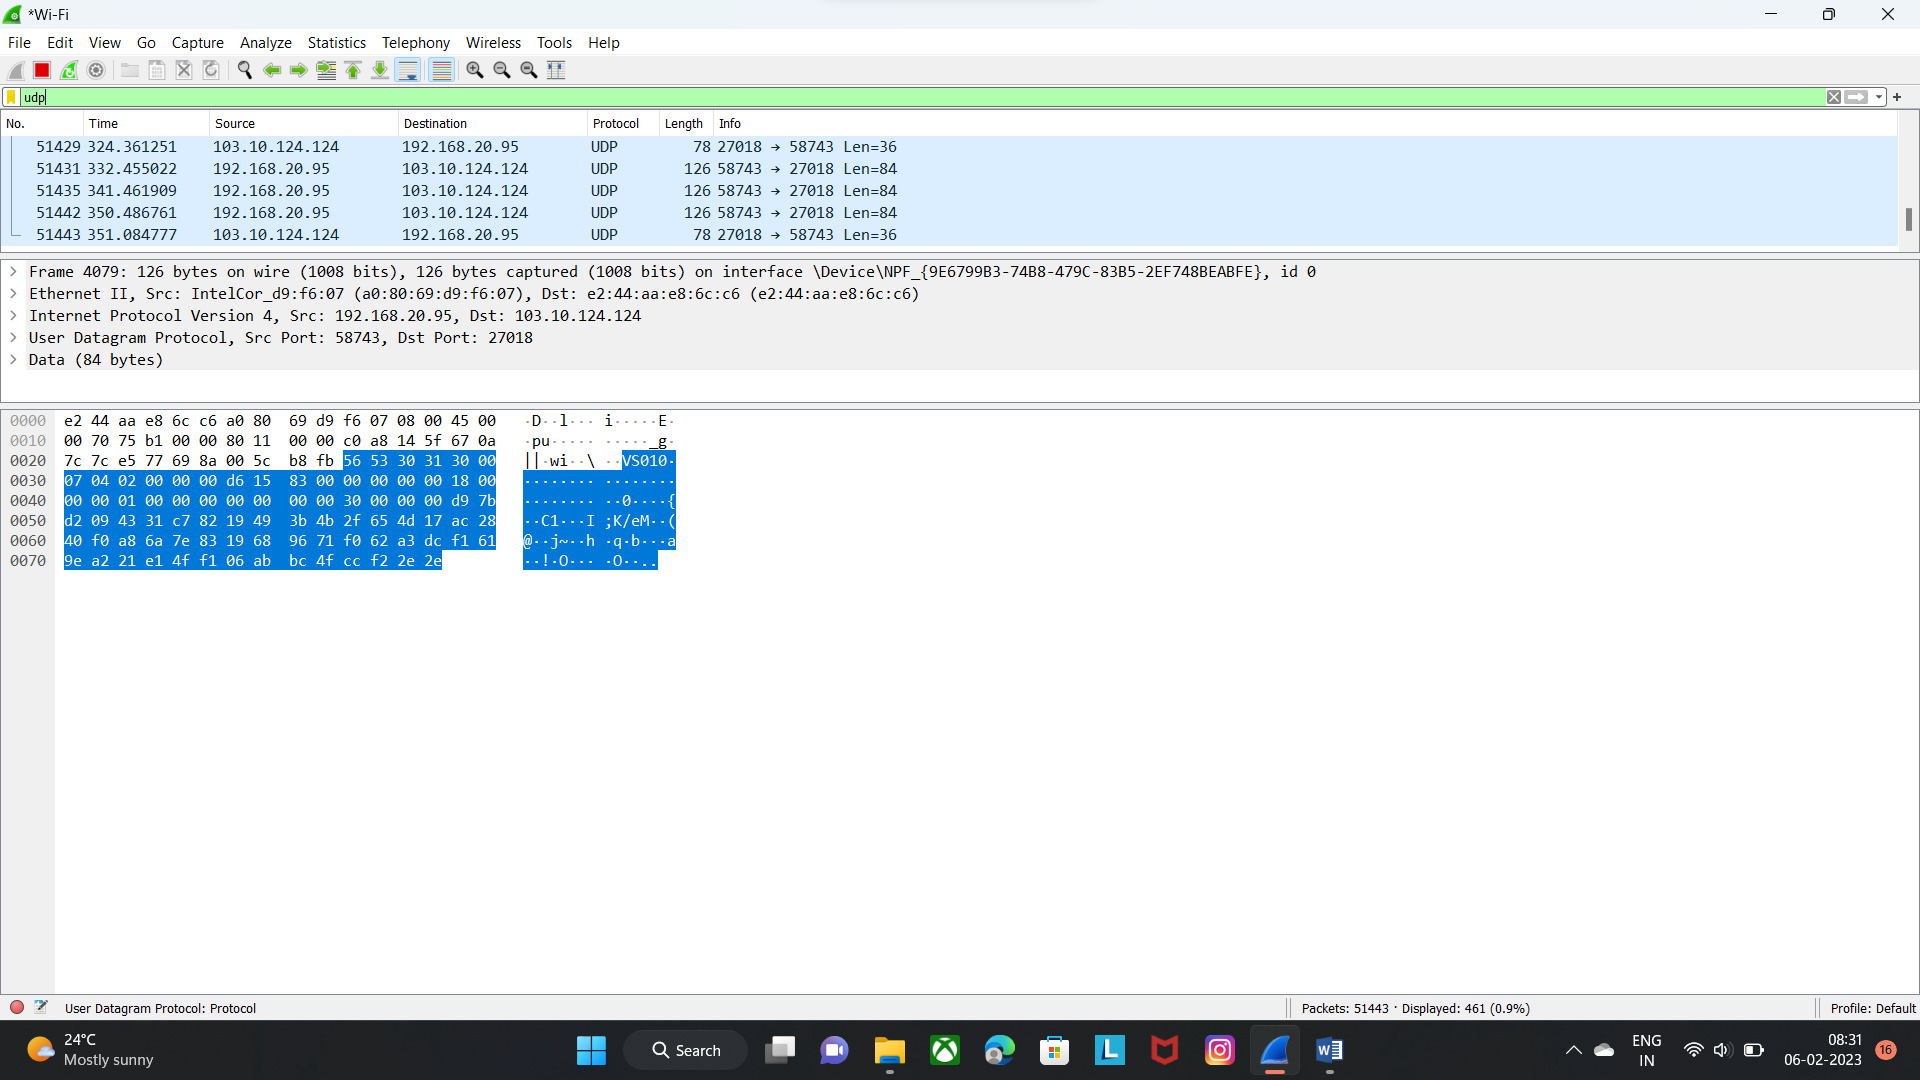 *Wi-Fi
File Edit View Go Capture Analyze Statistics Telephony Wireless Tools Help
udp
No. Time Source Destination Protocol Length Info
51429 324.361251 103.10.124.124 192.168.20.95 UDP 78 27018 → 58743 Len=36
51431 332.455022 192.168.20.95 103.10.124.124 UDP 126 58743 → 27018 Len=84
51435 341.461909 192.168.20.95 103.10.124.124 UDP 126 58743 → 27018 Len=84
51442 350.486761 192.168.20.95 103.10.124.124 UDP 126 58743 → 27018 Len=84
51443 351.084777 103.10.124.124 192.168.20.95 UDP 78 27018 → 58743 Len=36
Frame 4079: 126 bytes on wire (1008 bits), 126 bytes captured (1008 bits) on interface \Device\NPF_{9E6799B3-74B8-479C-83B5-2EF748BEABFE}, id 0
Ethernet II, Src: IntelCor_d9:f6:07 (a0:80:69:d9:f6:07), Dst: e2:44:aa:e8:6c:c6 (e2:44:aa:e8:6c:c6)
Internet Protocol Version 4, Src: 192.168.20.95, Dst: 103.10.124.124
User Datagram Protocol, Src Port: 58743, Dst Port: 27018
Data (84 bytes)
0000 e2 44 aa e8 6c c6 a0 80 69 d9 f6 07 08 00 45 00 ·D··l··· i·····E·
0010 00 70 75 b1 00 00 80 11 00 00 c0 a8 14 5f 67 0a ·pu····· ·····_g·
0020 7c 7c e5 77 69 8a 00 5c b8 fb 56 53 30 31 30 00 ||·wi··\ ··VS010·
0030 07 04 02 00 00 00 d6 15 83 00 00 00 00 00 18 00 ········ ········
0040 00 00 01 00 00 00 00 00 00 00 30 00 00 00 d9 7b ········ ··0····{
0050 d2 09 43 31 c7 82 19 49 3b 4b 2f 65 4d 17 ac 28 ··C1···I ;K/eM··(
0060 40 f0 a8 6a 7e 83 19 68 96 71 f0 62 a3 dc f1 61 @··j~··h ·q·b···a
0070 9e a2 21 e1 4f f1 06 ab bc 4f cc f2 2e 2e ··!·O··· ·O····..
User Datagram Protocol: Protocol Packets: 51443 · Displayed: 461 (0.9%) Profile: Default
24°C
Mostly sunny
Search
ENG
IN
08:31
06-02-2023
16